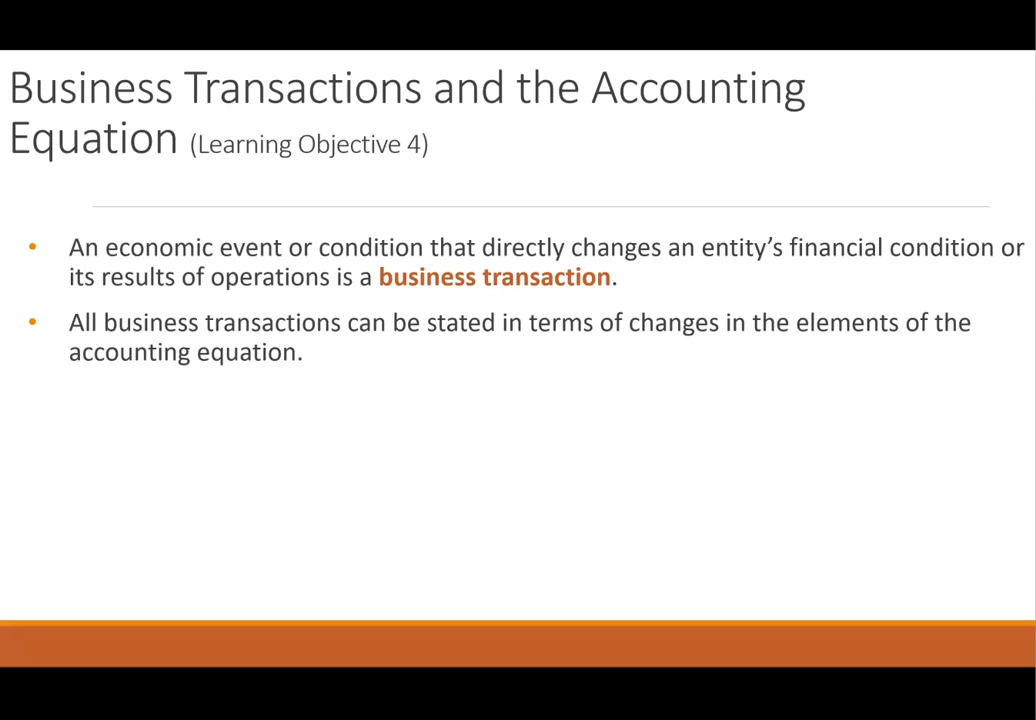 Business Transactions and the Accounting
Equation (Learning Objective 4)
• An economic event or condition that directly changes an entity’s financial condition or
its results of operations is a business transaction.
• All business transactions can be stated in terms of changes in the elements of the
accounting equation.